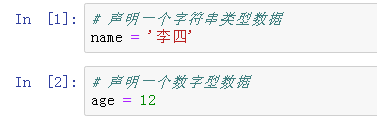 In [1]: # 声明一个字符串类型数据
name = '李四'
In [2]: # 声明一个数字型数据
age = 12